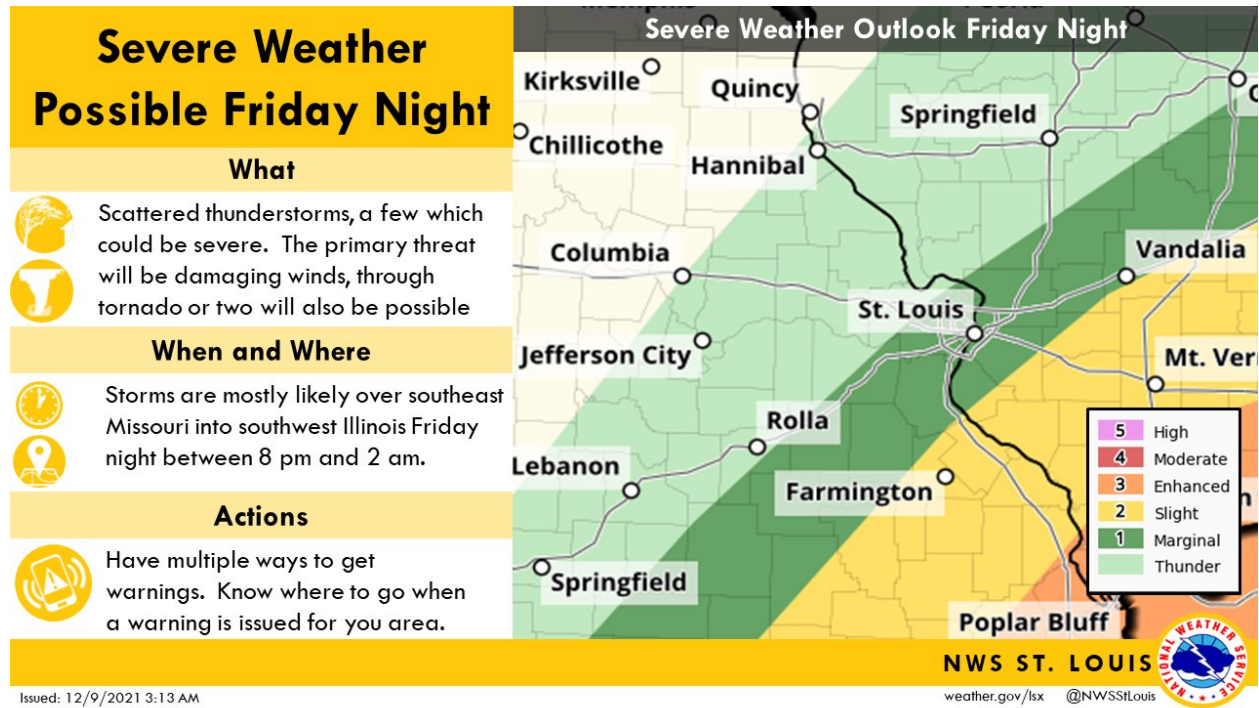 Severe Weather
Possible Friday Night
What
Scattered thunderstorms, a few which
could be severe. The primary threat
will be damaging winds, through
tornado or two will also be possible
When and Where
Storms are mostly likely over southeast
Missouri into southwest Illinois Friday
night between 8 pm and 2 am.
Actions
Have multiple ways to get
warnings. Know where to go when
a warning is issued for you area.
Severe Weather Outlook Friday Night
Kirksville
Quincy
Springfield
Chillicothe
Hannibal
Columbia
Vandalia
St. Louis
Jefferson City
Mt. Ver
Rolla
Lebanon
Farmington
Springfield
Poplar Bluff
5 High
4 Moderate
3 Enhanced
2 Slight
1 Marginal
Thunder
NWS ST. LOUIS
NATIONAL WEATHER SERVICE
Issued: 12/9/2021 3:13 AM
weather.gov/lsx @NWSStLouis